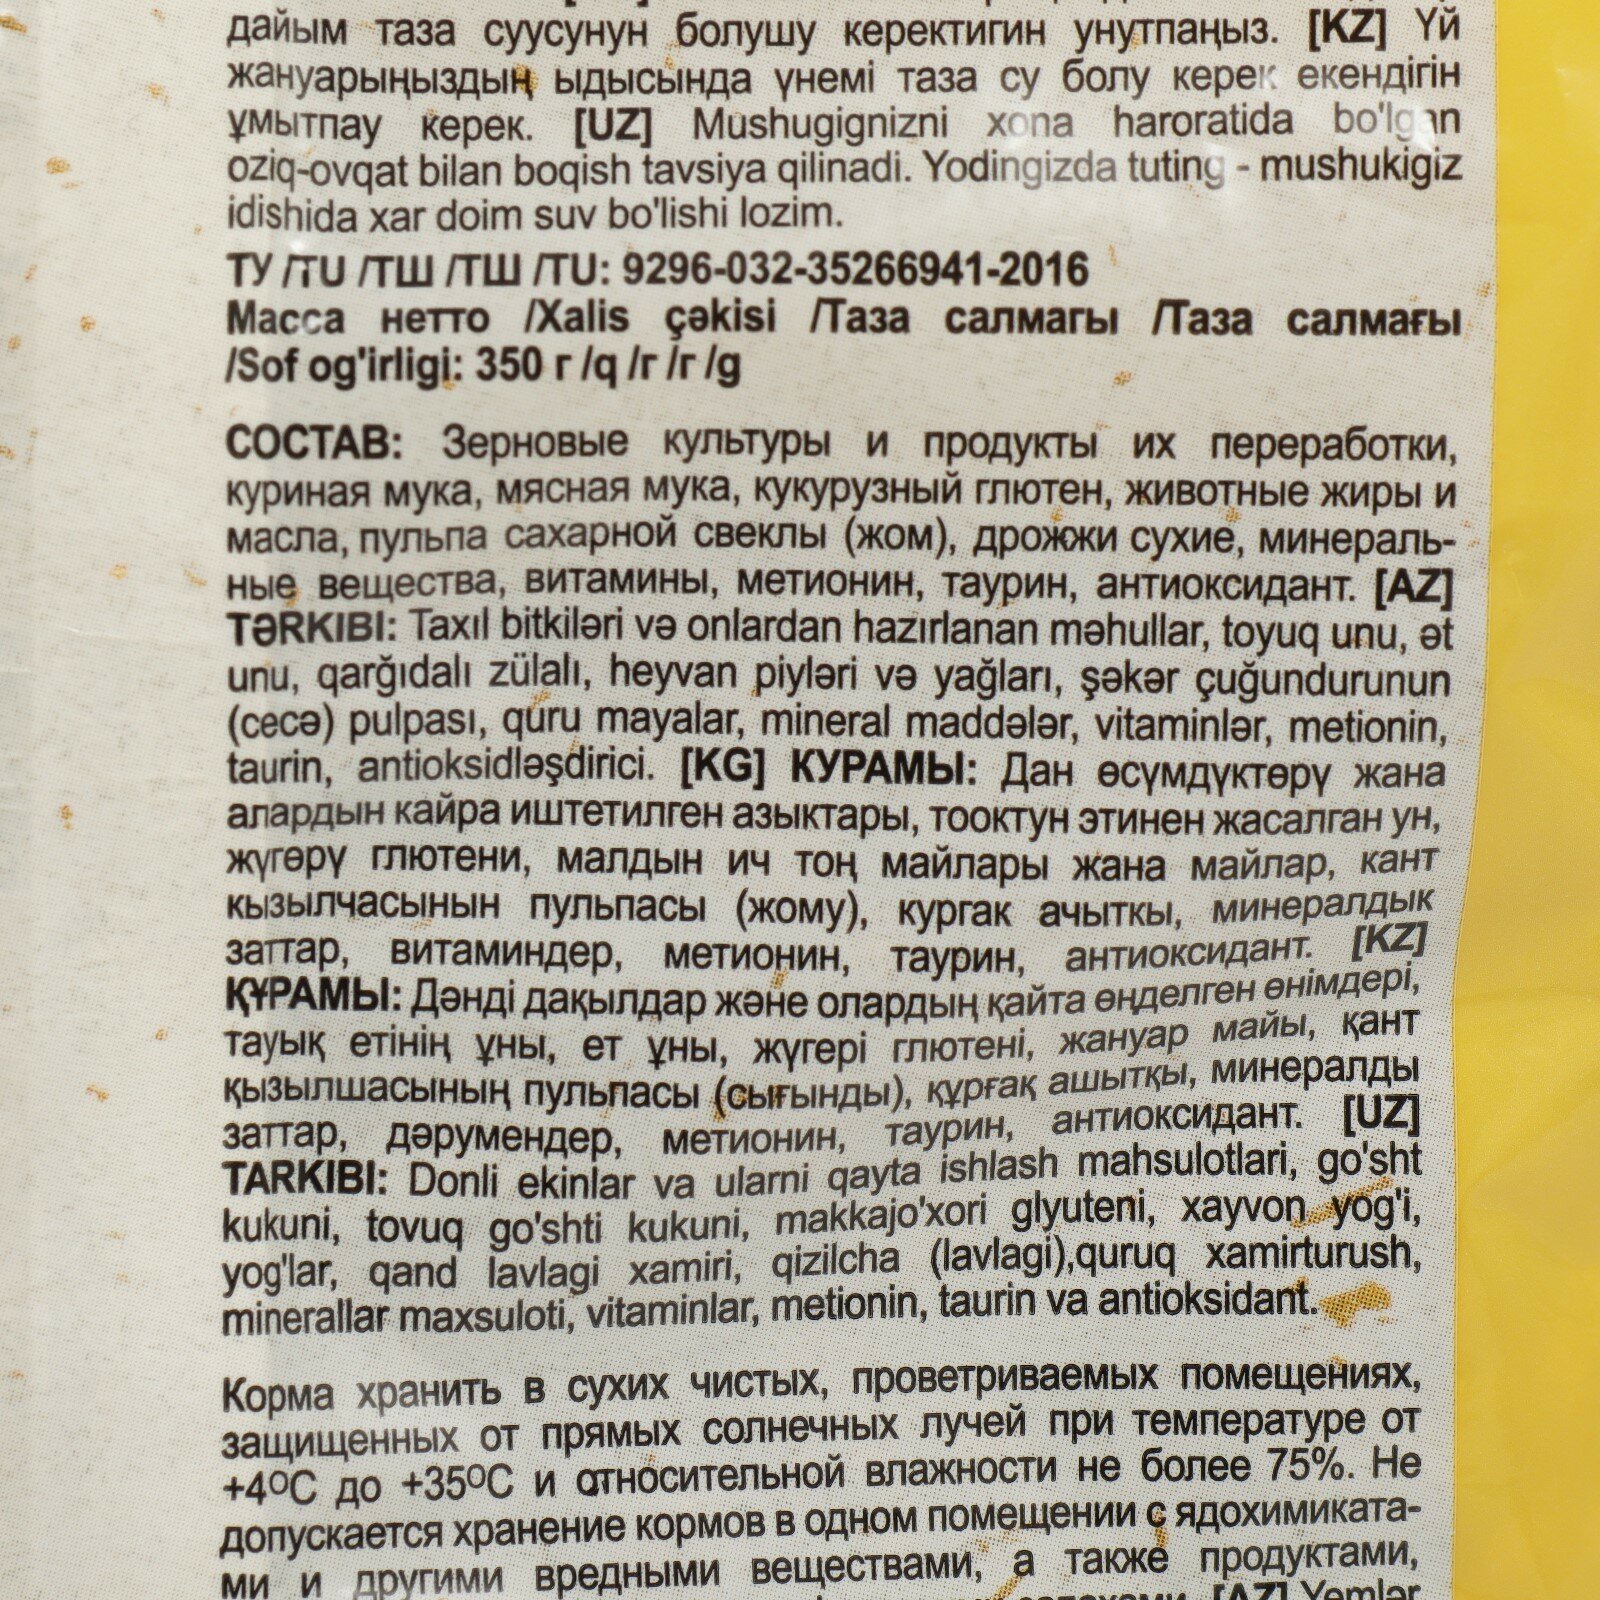 дайым таза суусунун болушу керектигин унутпаңыз. [KZ] Үй
жануарыңыздың ыдысында үнемі таза су болу керек екендігін
ұмытпау керек. [UZ] Mushugignizni xona haroratida bo'lgan
oziq-ovqat bilan boqish tavsiya qilinadi. Yodingizda tuting - mushukigiz
idishida xar doim suv bo'lishi lozim.
ТУ /TU /ТШ /ТШ /TU: 9296-032-35266941-2016
Масса нетто /Xalis çəkisi /Таза салмагы /Таза салмағы
/Sof og'irligi: 350 г /q /г /г /g
СОСТАВ: Зерновые культуры и продукты их переработки,
куриная мука, мясная мука, кукурузный глютен, животные жиры и
масла, пульпа сахарной свеклы (жом), дрожжи сухие, минераль-
ные вещества, витамины, метионин, таурин, антиоксидант. [AZ]
TƏRKIBI: Taxıl bitkiləri və onlardan hazırlanan məhullar, toyuq unu, ət
unu, qarğıdalı zülalı, heyvan piyləri və yağları, şəkər çuğundurunun
(cecə) pulpası, quru mayalar, mineral maddələr, vitaminlər, metionin,
taurin, antioksidləşdirici. [KG] КУРАМЫ: Дан өсүмдүктөрү жана
алардын кайра иштетилген азыктары, тооктун этинен жасалган ун,
жүгөрү глютени, малдын ич тоң майлары жана майлар, кант
кызылчасынын пульпасы (жому), кургак ачыткы, минералдык
заттар, витаминдер, метионин, таурин, антиоксидант. [KZ]
ҚҰРАМЫ: Дәнді дақылдар және олардың қайта өңделген өнімдері,
тауық етінің ұны, ет ұны, жүгері глютені, жануар майы, қант
қызылшасының пульпасы (сығынды), құрғақ ашытқы, минералды
заттар, дәрумендер, метионин, таурин, антиоксидант. [UZ]
TARKIBI: Donli ekinlar va ularni qayta ishlash mahsulotlari, go'sht
kukuni, tovuq go'shti kukuni, makkajo'xori glyuteni, xayvon yog'i,
yog'lar, qand lavlagi xamiri, qizilcha (lavlagi),quruq xamirturush,
minerallar maxsuloti, vitaminlar, metionin, taurin va antioksidant.
Корма хранить в сухих чистых, проветриваемых помещениях,
защищенных от прямых солнечных лучей при температуре от
+4ºС до +35ºС и относительной влажности не более 75%. Не
допускается хранение кормов в одном помещении с ядохимиката-
ми и другими вредными веществами, а также продуктами,
[AZ] Yemlər